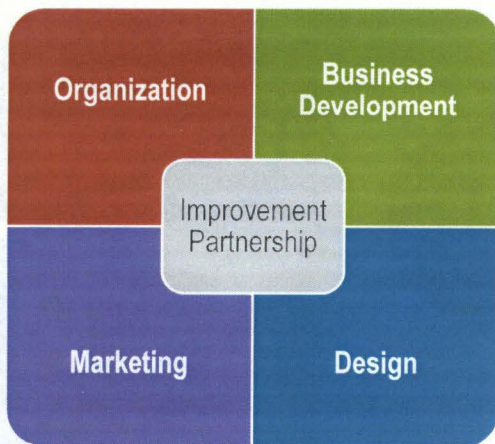 Organization
Business
Development
Improvement
Partnership
Marketing
Design